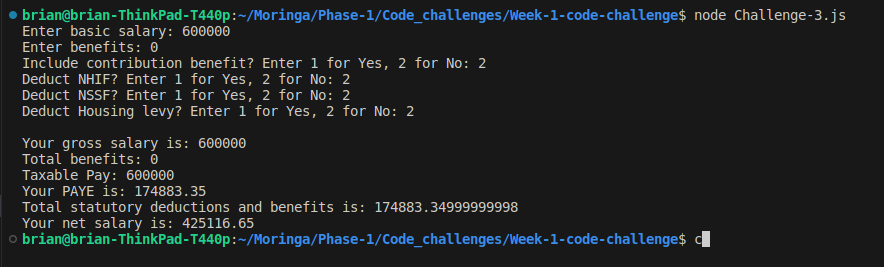 brian@brian-ThinkPad-T440p:~/Moringa/Phase-1/Code_challenges/Week-1-code-challenge$ node Challenge-3.js
Enter basic salary: 600000
Enter benefits: 0
Include contribution benefit? Enter 1 for Yes, 2 for No: 2
Deduct NHIF? Enter 1 for Yes, 2 for No: 2
Deduct NSSF? Enter 1 for Yes, 2 for No: 2
Deduct Housing levy? Enter 1 for Yes, 2 for No: 2
Your gross salary is: 600000
Total benefits: 0
Taxable Pay: 600000
Your PAYE is: 174883.35
Total statutory deductions and benefits is: 174883.34999999998
Your net salary is: 425116.65
brian@brian-ThinkPad-T440p:~/Moringa/Phase-1/Code_challenges/Week-1-code-challenge$ c